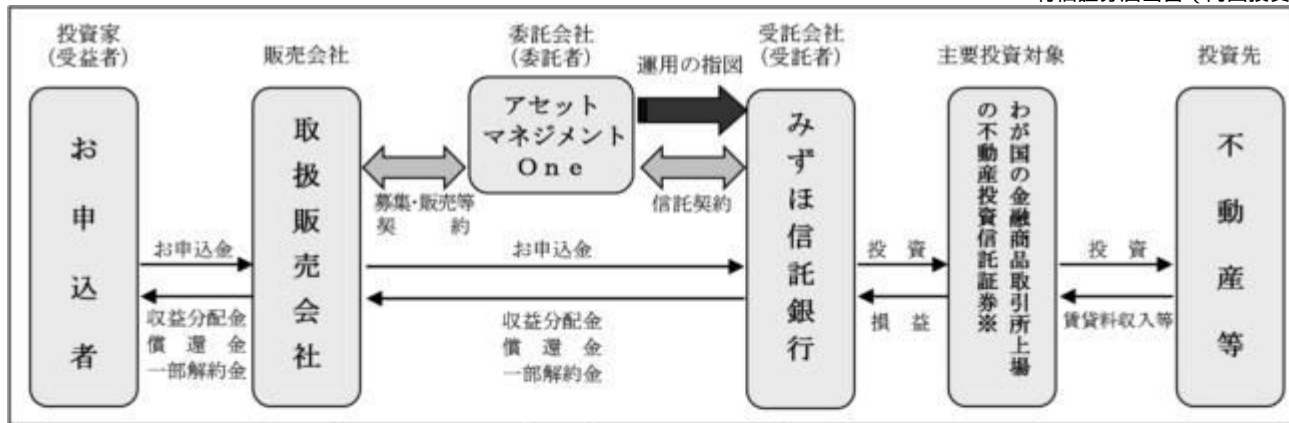 投資家
(受益者)
お申込者
お申込金
収益分配金
償還金
一部解約金
販売会社
取扱販売会社
募集・販売等
契約
委託会社
(委託者)
アセット
マネジメント
One
運用の指図
信託契約
お申込金
収益分配金
償還金
一部解約金
受託会社
(受託者)
みずほ信託銀行
投資
損益
主要投資対象
わが国の金融商品取引所上場
の不動産投資信託証券※
投資
賃貸料収入等
投資先
不動産等